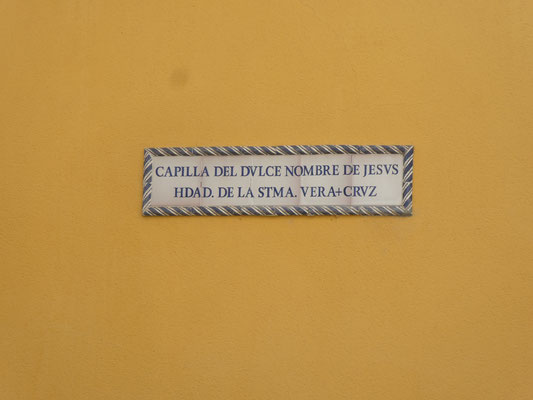 CAPILLA DEL DVLCE NOMBRE DE JESVS
HDAD. DE LA STMA. VERA+CRVZ